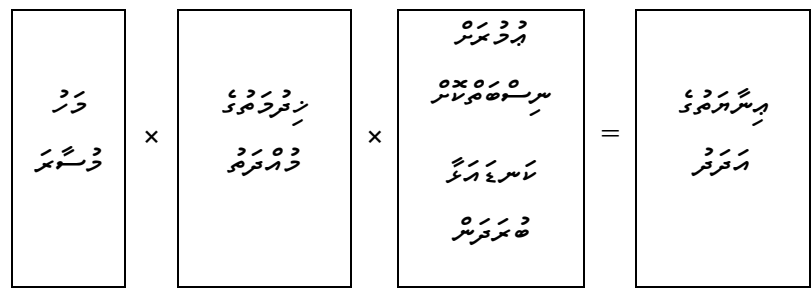 ޢިނާޔަތުގެ
އަދަދު
=
ޢުމުރަށް
ނިސްބަތްކޮށް
ކަނޑައަޅާ
ބުރަދަން
×
ޚިދުމަތުގެ
މުއްދަތު
×
މަހު
މުސާރަ